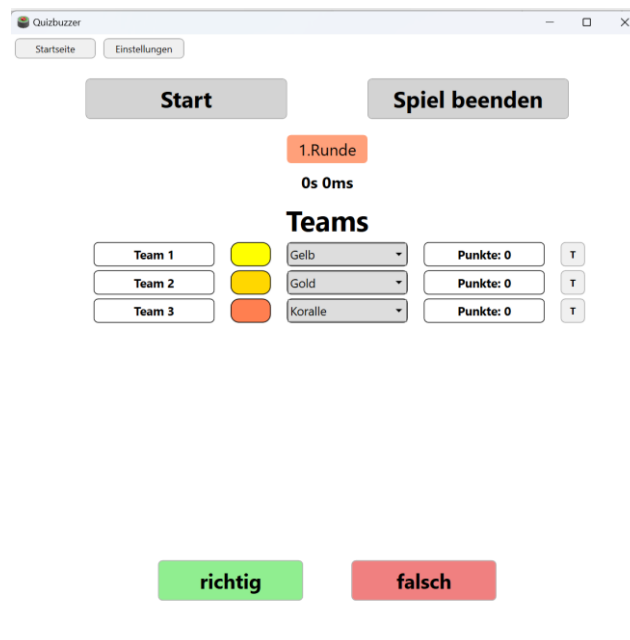 Quizbuzzer
Startseite Einstellungen
Start Spiel beenden
1.Runde
0s 0ms
Teams
Team 1 Gelb Punkte: 0 T
Team 2 Gold Punkte: 0 T
Team 3 Koralle Punkte: 0 T
richtig falsch